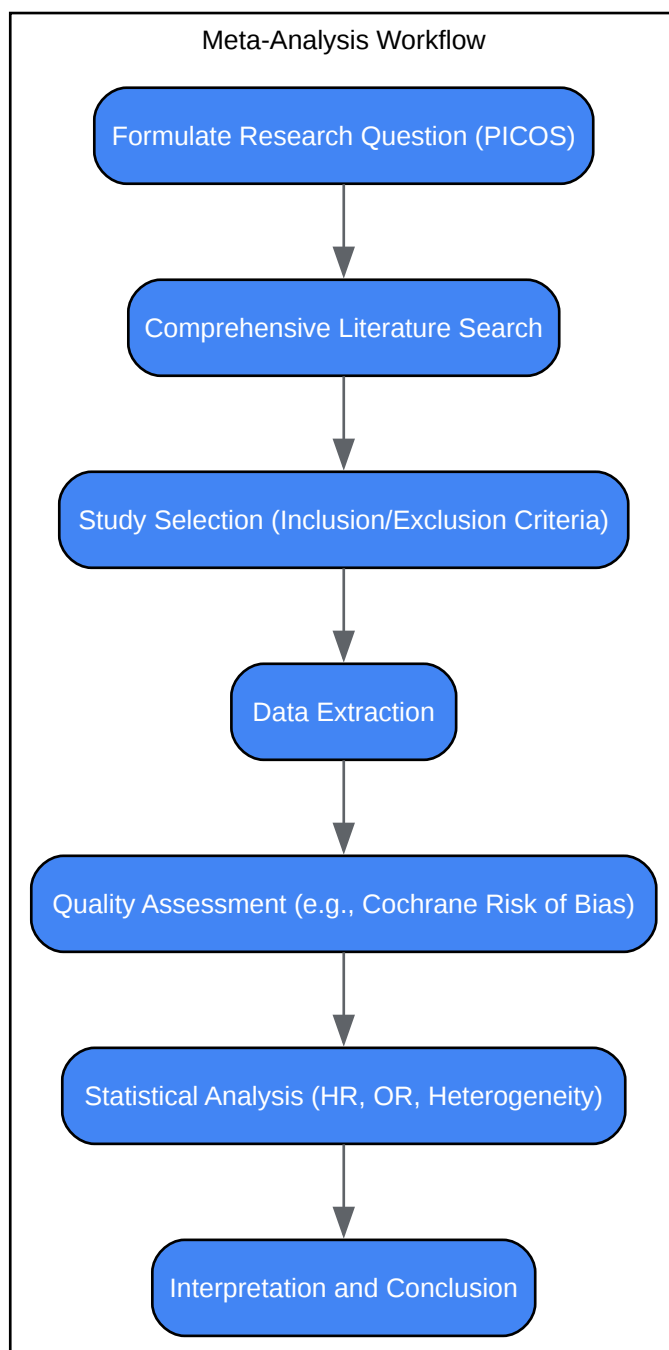 Meta-Analysis Workflow
Formulate Research Question (PICOS)
Comprehensive Literature Search
Study Selection (Inclusion/Exclusion Criteria)
Data Extraction
Quality Assessment (e.g., Cochrane Risk of Bias)
Statistical Analysis (HR, OR, Heterogeneity)
Interpretation and Conclusion